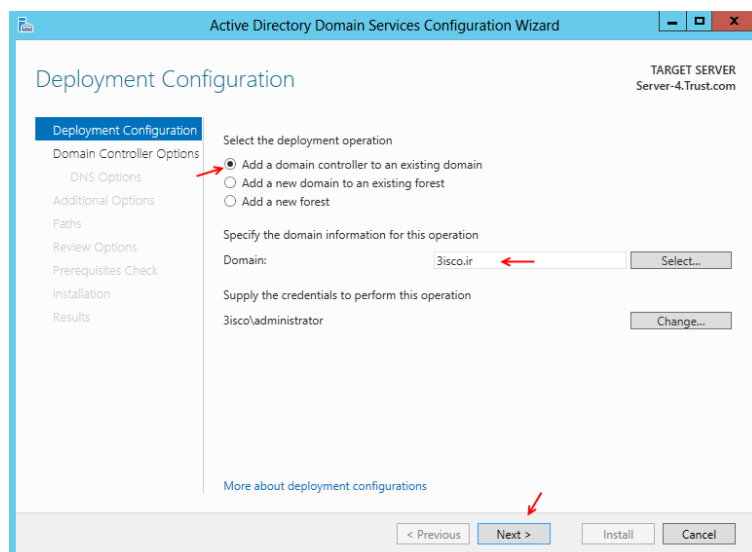 Active Directory Domain Services Configuration Wizard
Deployment Configuration
TARGET SERVER
Server-4.Trust.com
Deployment Configuration
Domain Controller Options
DNS Options
Additional Options
Paths
Review Options
Prerequisites Check
Installation
Results
Select the deployment operation
Add a domain controller to an existing domain
Add a new domain to an existing forest
Add a new forest
Specify the domain information for this operation
Domain: 3isco.ir Select...
Supply the credentials to perform this operation
3isco\administrator Change...
More about deployment configurations
< Previous Next > Install Cancel